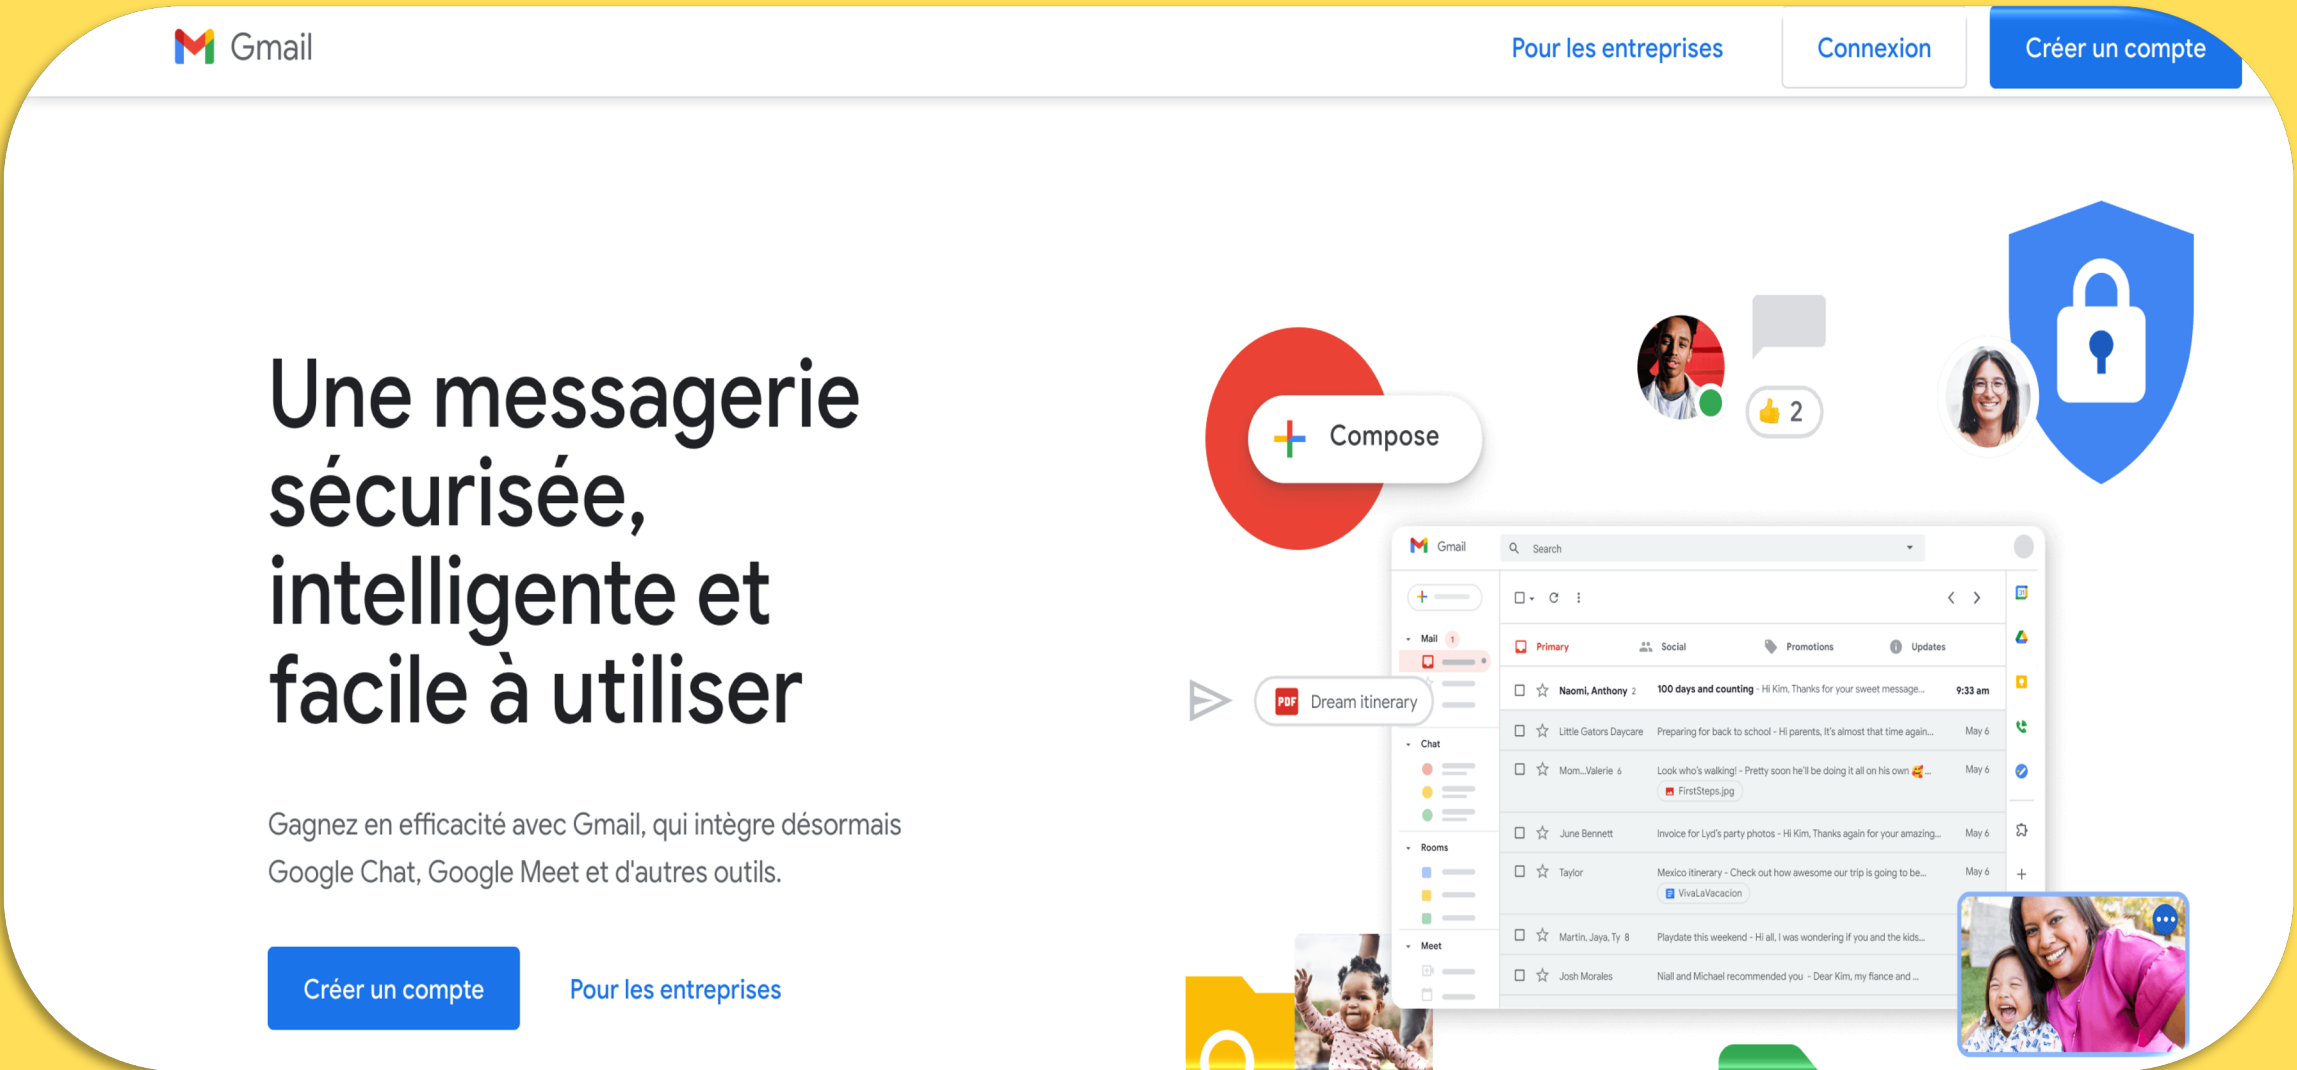 Gmail
Pour les entreprises
Connexion
Créer un compte
Une messagerie
sécurisée,
intelligente et
facile à utiliser
Gagnez en efficacité avec Gmail, qui intègre désormais
Google Chat, Google Meet et d'autres outils.
Créer un compte
Pour les entreprises
Compose
2
PDF Dream itinerary
Gmail
Search
Mail 1
Chat
Rooms
Meet
Primary
Social
Promotions
Updates
Naomi, Anthony 2 100 days and counting - Hi Kim, Thanks for your sweet message... 9:33 am
Little Gators Daycare Preparing for back to school - Hi parents, It's almost that time again... May 6
Mom...Valerie 6 Look who's walking! - Pretty soon he'll be doing it all on his own 🥰 ... May 6
FirstSteps.jpg
June Bennett Invoice for Lyd's party photos - Hi Kim, Thanks again for your amazing... May 6
Taylor Mexico itinerary - Check out how awesome our trip is going to be... May 6
VivaLaVacacion
Martin, Jaya, Ty 8 Playdate this weekend - Hi all, I was wondering if you and the kids...
Josh Morales Niall and Michael recommended you - Dear Kim, my fiance and ...